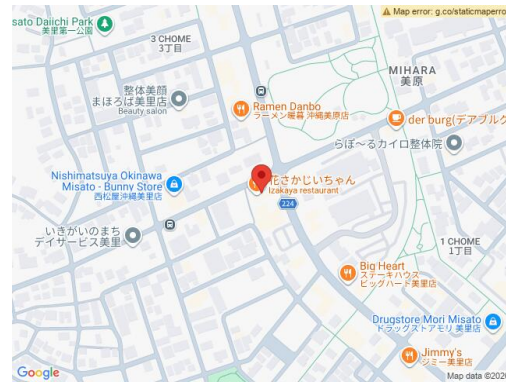 Map error: g.co/staticmaperro
sato Daiichi Park
美里第一公園
3 CHOME
3丁目
MIHARA
美原
整体美顔
まほろば美里店
Beauty salon
Ramen Danbo
ラーメン暖暮 沖縄美原店
der burg(デアブルク
らぽ～るカイロ整体院
Nishimatsuya Okinawa
Misato - Bunny Store
西松屋沖縄美里店
花さかじいちゃん
Izakaya restaurant
224
いきがいのまち
デイサービス美里
1 CHOME
1丁目
Big Heart
ステーキハウス
ビッグハート美里店
Drugstore Mori Misato
ドラッグストアモリ 美里店
Jimmy's
ジミー美里店
Google
Map data ©202